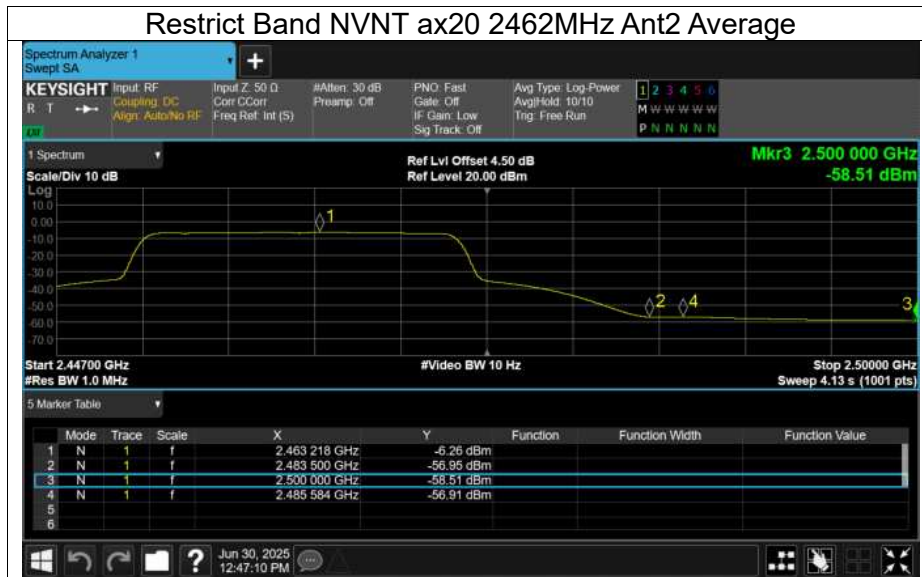 Restrict Band NVNT ax20 2462MHz Ant2 Average
Spectrum Analyzer 1
Swept SA
KEYSIGHT
R T
Input: RF
Coupling: DC
Align: Auto/No RF
Input Z: 50 Ω
Corr CCorr
Freq Ref: Int (S)
#Atten: 30 dB
Preamp: Off
PNO: Fast
Gate: Off
IF Gain: Low
Sig Track: Off
Avg Type: Log-Power
Avg|Hold: 10/10
Trig: Free Run
1 2 3 4 5 6
M W W W W W
P N N N N N
1 Spectrum
Scale/Div 10 dB
Ref Lvl Offset 4.50 dB
Ref Level 20.00 dBm
Mkr3 2.500 000 GHz
-58.51 dBm
Log
10.0
0.00
-10.0
-20.0
-30.0
-40.0
-50.0
-60.0
-70.0
1
2
4
3
Start 2.44700 GHz
#Res BW 1.0 MHz
#Video BW 10 Hz
Stop 2.50000 GHz
Sweep 4.13 s (1001 pts)
5 Marker Table
Mode Trace Scale X Y Function Function Width Function Value
1 N 1 f 2.463 218 GHz -6.26 dBm
2 N 1 f 2.483 500 GHz -56.95 dBm
3 N 1 f 2.500 000 GHz -58.51 dBm
4 N 1 f 2.485 584 GHz -56.91 dBm
5
6
?
Jun 30, 2025
12:47:10 PM